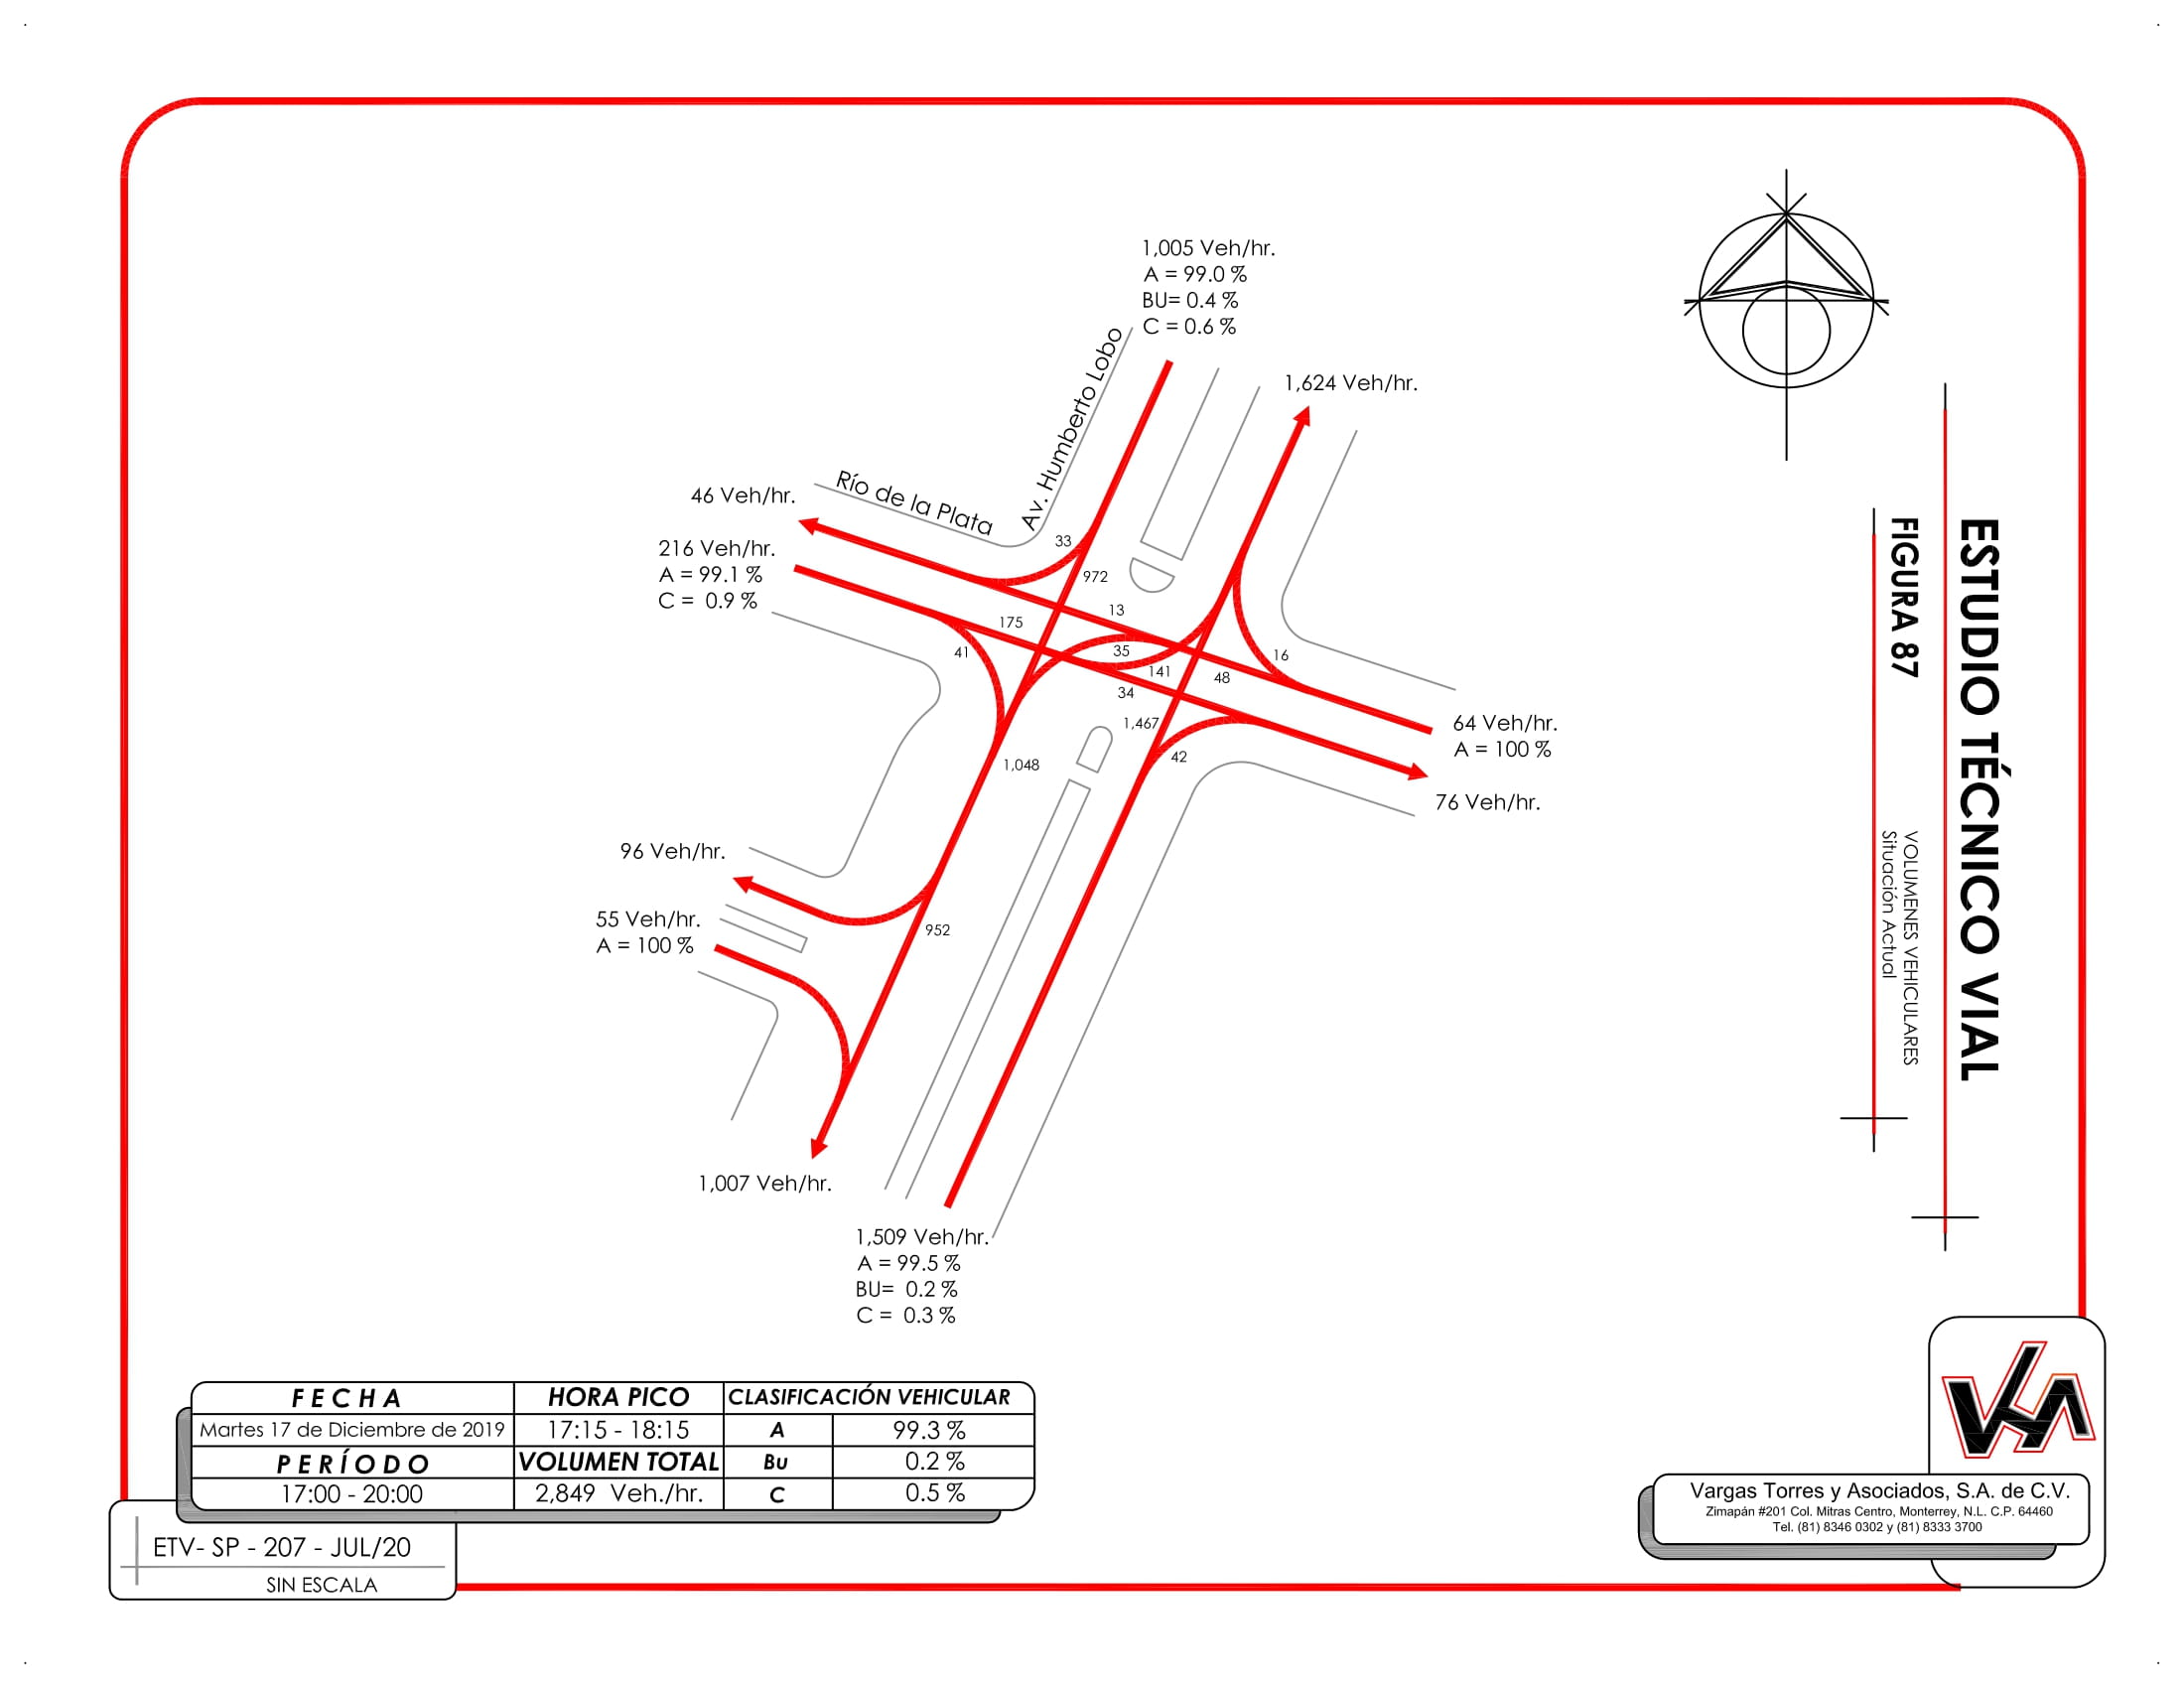 1,005 Veh/hr.
A = 99.0 %
BU= 0.4 %
C = 0.6 %
1,624 Veh/hr.
Av. Humberto Lobo
Río de la Plata
46 Veh/hr.
216 Veh/hr.
A = 99.1 %
C = 0.9 %
33
972
13
175
41
35
141
34
48
16
1,467
42
1,048
64 Veh/hr.
A = 100 %
76 Veh/hr.
96 Veh/hr.
55 Veh/hr.
A = 100 %
952
1,007 Veh/hr.
1,509 Veh/hr.
A = 99.5 %
BU= 0.2 %
C = 0.3 %
ESTUDIO TÉCNICO VIAL
FIGURA 87
VOLUMENES VEHICULARES
Situación Actual
FECHA HORA PICO CLASIFICACIÓN VEHICULAR
Martes 17 de Diciembre de 2019 17:15 - 18:15 A 99.3 %
PERÍODO VOLUMEN TOTAL Bu 0.2 %
17:00 - 20:00 2,849 Veh./hr. C 0.5 %
ETV- SP - 207 - JUL/20
SIN ESCALA
VTA
Vargas Torres y Asociados, S.A. de C.V.
Zimapán #201 Col. Mitras Centro, Monterrey, N.L. C.P. 64460
Tel. (81) 8346 0302 y (81) 8333 3700